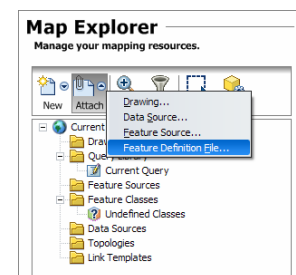 Map Explorer
Manage your mapping resources.
New
Attach
Drawing...
Data Source...
Feature Source...
Feature Definition File...
Current
Query Library
Current Query
Feature Sources
Feature Classes
Undefined Classes
Data Sources
Topologies
Link Templates